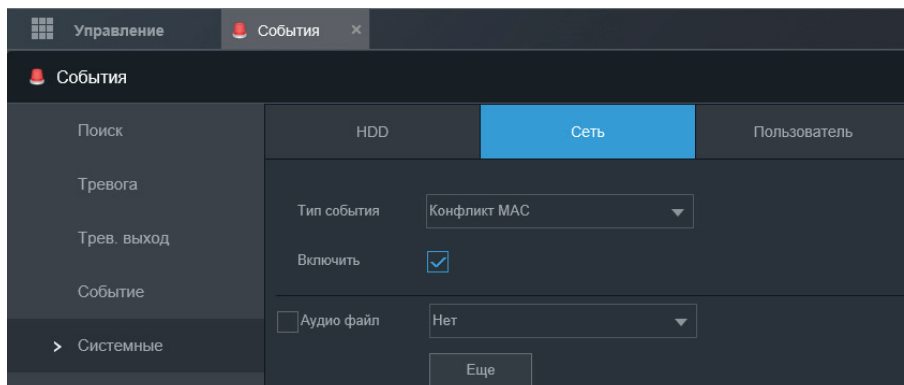 Управление События ×
События
Поиск HDD Сеть Пользователь
Тревога
Тип события Конфликт MAC
Трев. выход
Включить
Событие
Аудио файл Нет
> Системные
Еще